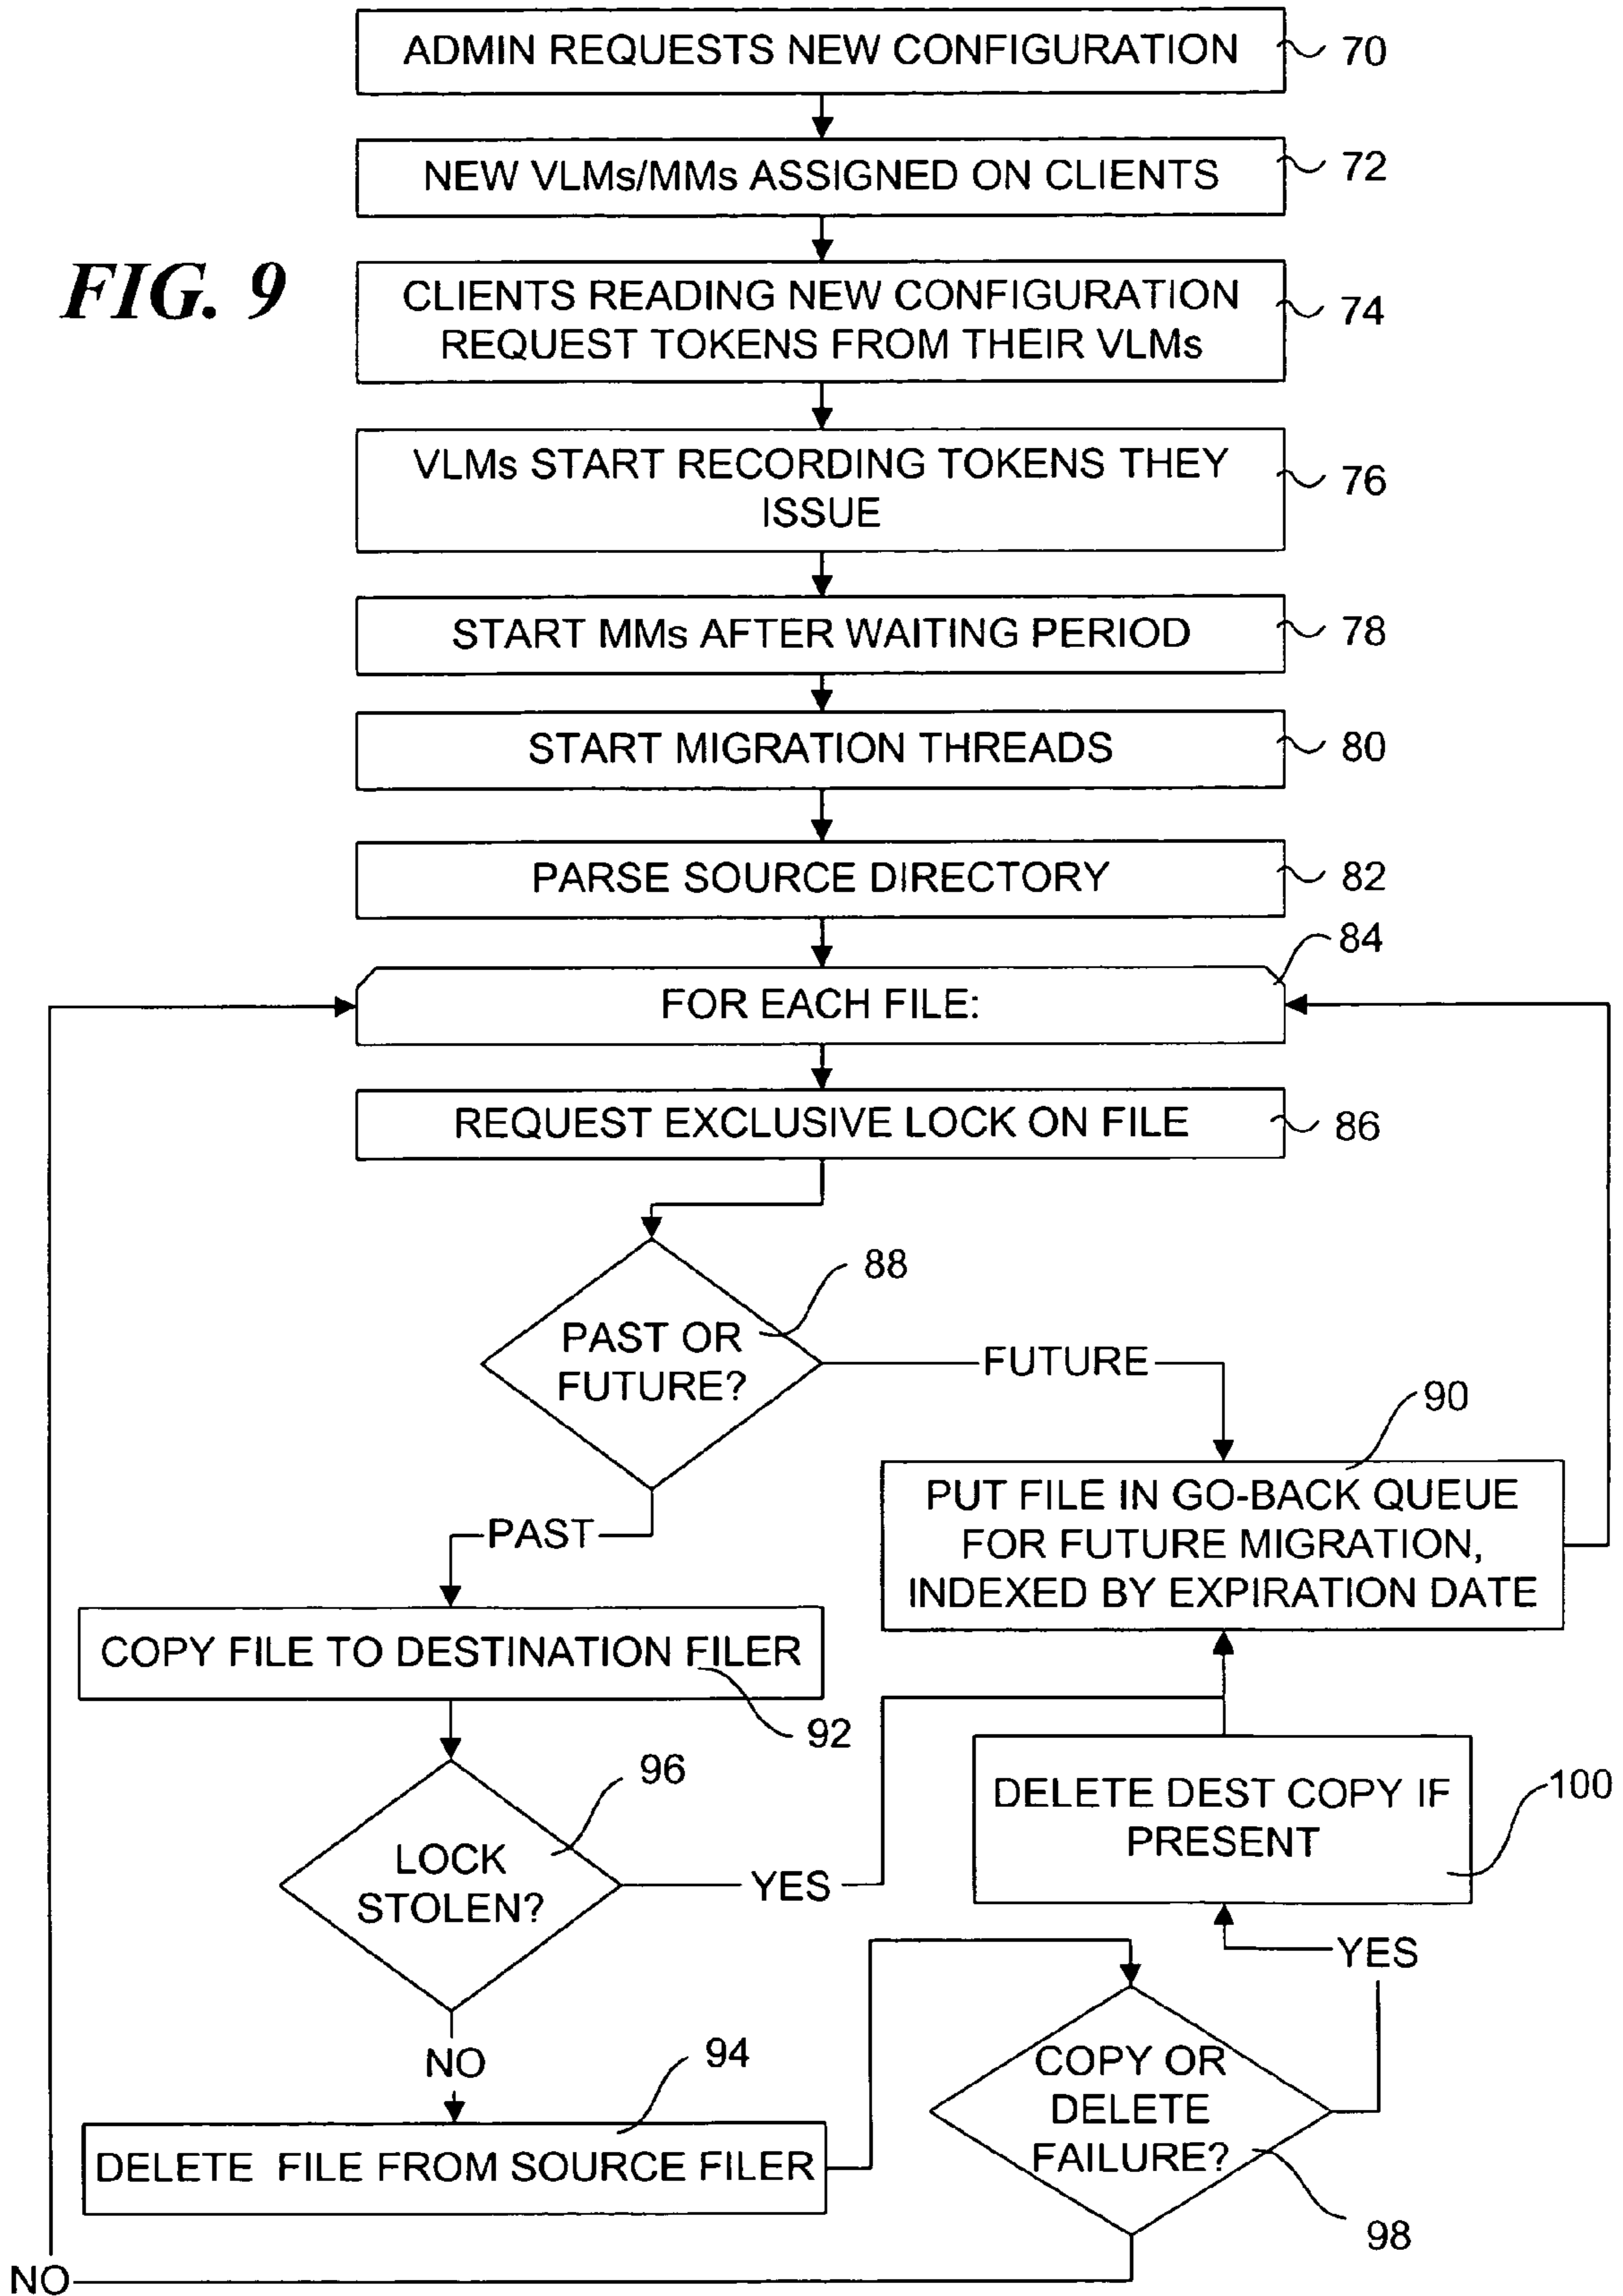 ADMIN REQUESTS NEW CONFIGURATION
70
NEW VLMs/MMs ASSIGNED ON CLIENTS
72
FIG. 9
CLIENTS READING NEW CONFIGURATION
REQUEST TOKENS FROM THEIR VLMs
74
VLMs START RECORDING TOKENS THEY
ISSUE
76
START MMs AFTER WAITING PERIOD
78
START MIGRATION THREADS
80
PARSE SOURCE DIRECTORY
82
84
FOR EACH FILE:
REQUEST EXCLUSIVE LOCK ON FILE
86
88
PAST OR
FUTURE?
FUTURE
90
PUT FILE IN GO-BACK QUEUE
FOR FUTURE MIGRATION,
INDEXED BY EXPIRATION DATE
PAST
COPY FILE TO DESTINATION FILER
92
96
LOCK
STOLEN?
YES
DELETE DEST COPY IF
PRESENT
100
YES
NO
94
DELETE FILE FROM SOURCE FILER
COPY OR
DELETE
FAILURE?
98
NO